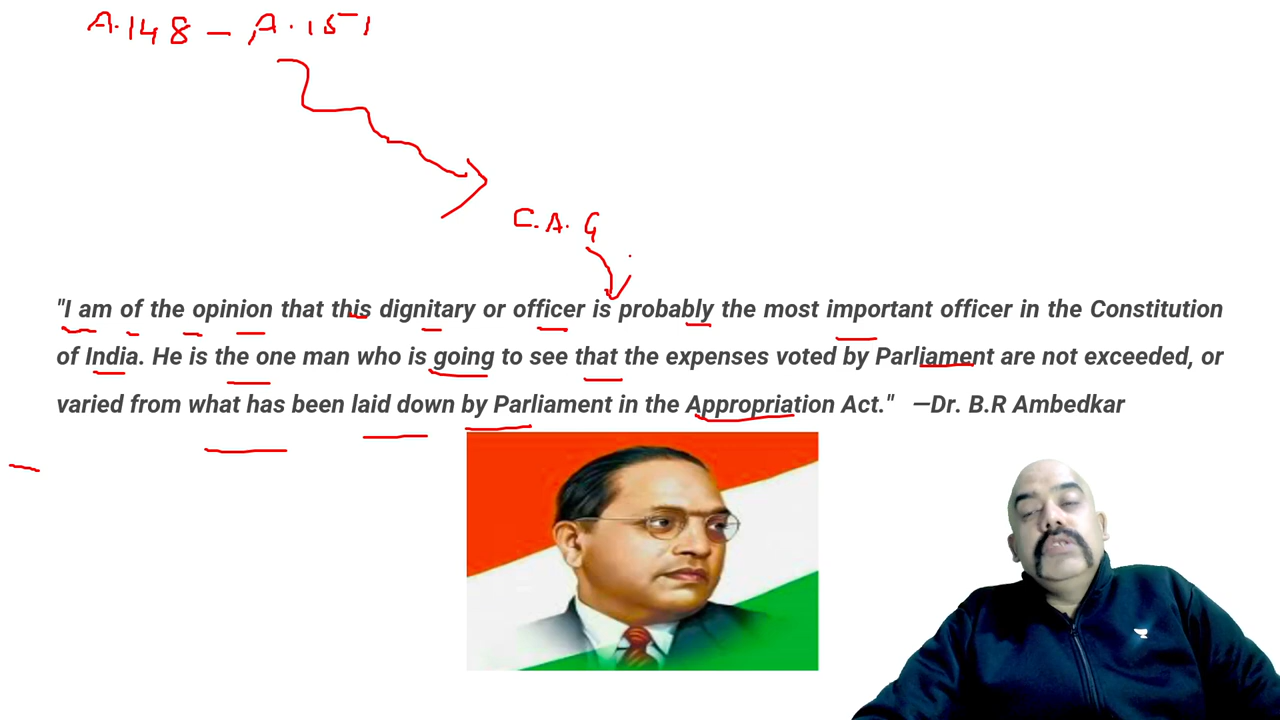 A.148 – A.151
C.A.G
"I am of the opinion that this dignitary or officer is probably the most important officer in the Constitution
of India. He is the one man who is going to see that the expenses voted by Parliament are not exceeded, or
varied from what has been laid down by Parliament in the Appropriation Act." —Dr. B.R Ambedkar